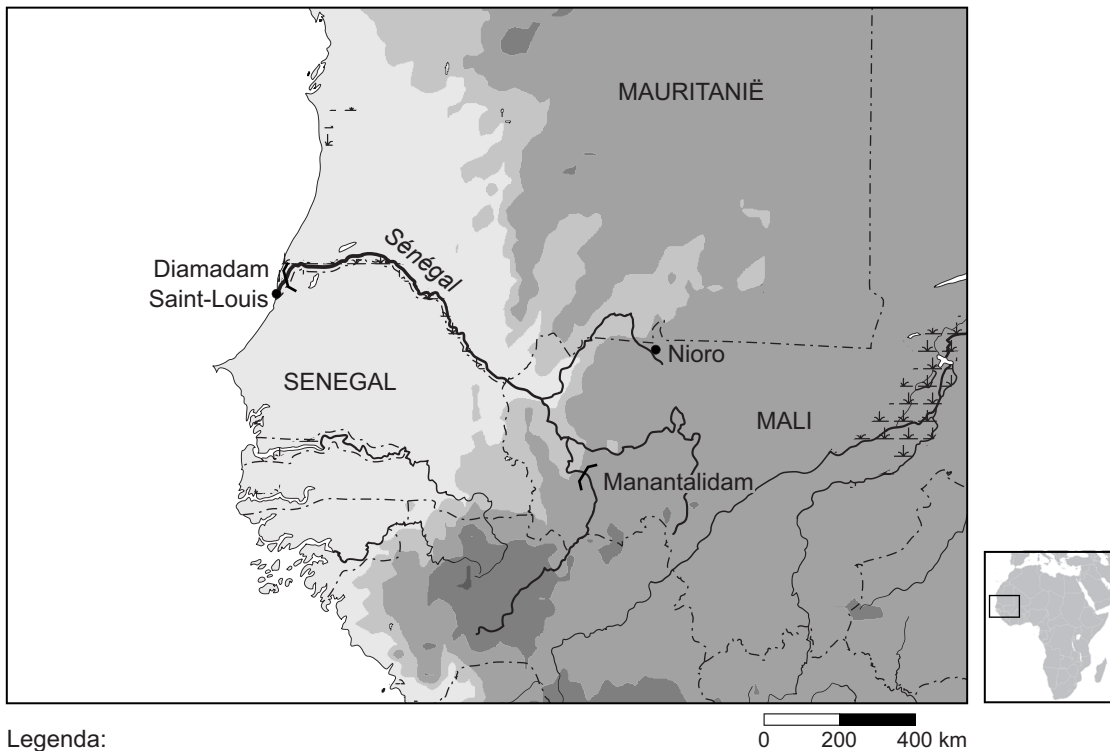 MAURITANIË
Sénégal
Diamadam
Saint-Louis
Nioro
SENEGAL
MALI
Manantalidam
Legenda:
0 200 400 km